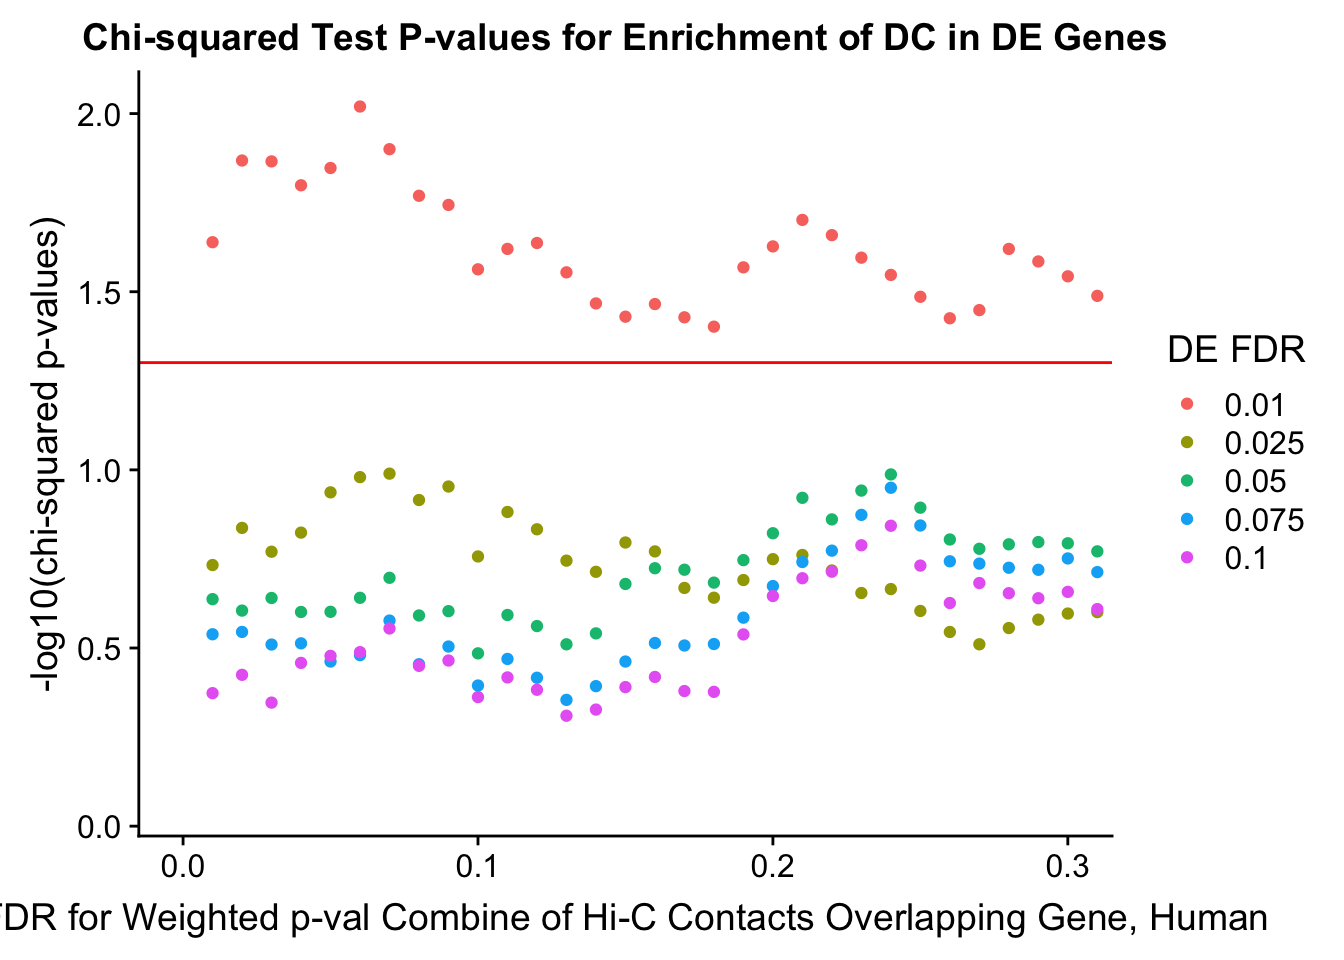 Chi-squared Test P-values for Enrichment of DC in DE Genes
-log10(chi-squared p-values)
2.0
1.5
1.0
0.5
0.0
0.0 0.1 0.2 0.3
FDR for Weighted p-val Combine of Hi-C Contacts Overlapping Gene, Human
DE FDR
0.01
0.025
0.05
0.075
0.1